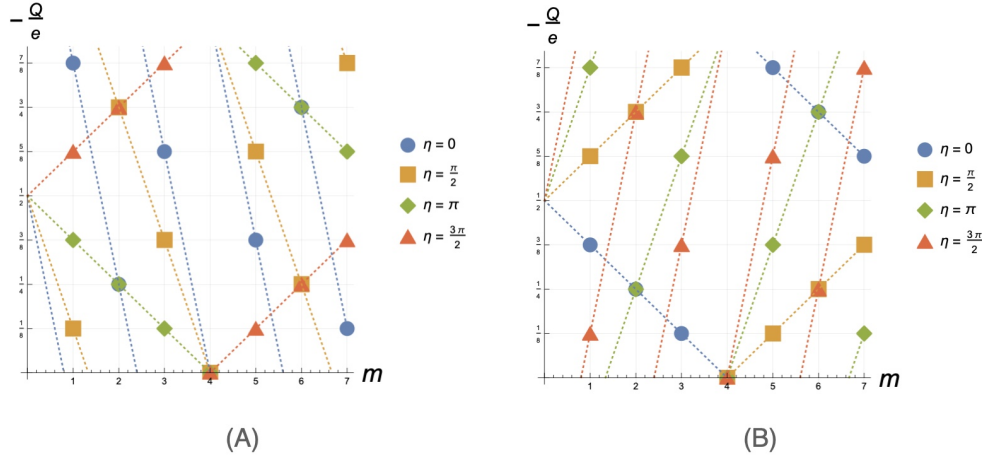 − Q/e
7/8
3/4
5/8
1/2
3/8
1/4
1/8
1 2 3 4 5 6 7 m
η = 0
η = π/2
η = π
η = 3π/2
(A)
− Q/e
7/8
3/4
5/8
1/2
3/8
1/4
1/8
1 2 3 4 5 6 7 m
η = 0
η = π/2
η = π
η = 3π/2
(B)